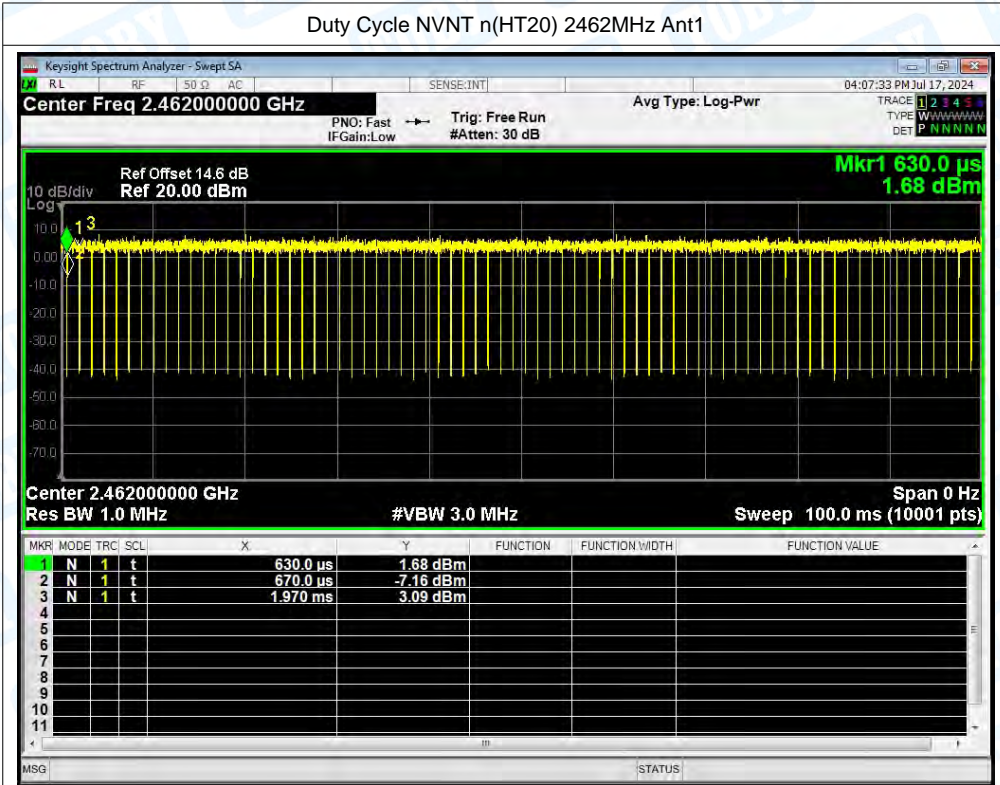 Duty Cycle NVNT n(HT20) 2462MHz Ant1
Keysight Spectrum Analyzer - Swept SA
LXI RL RF 50 Ω AC SENSE:INT 04:07:33 PM Jul 17, 2024
Center Freq 2.462000000 GHz Avg Type: Log-Pwr TRACE 1 2 3 4 5 6
PNO: Fast Trig: Free Run TYPE WWWWWWW
IFGain:Low #Atten: 30 dB DET P N N N N N
Mkr1 630.0 µs
Ref Offset 14.6 dB
10 dB/div Ref 20.00 dBm 1.68 dBm
Log
10.0
1 3
2
0.00
-10.0
-20.0
-30.0
-40.0
-50.0
-60.0
-70.0
Center 2.462000000 GHz Span 0 Hz
Res BW 1.0 MHz #VBW 3.0 MHz Sweep 100.0 ms (10001 pts)
MKR MODE TRC SCL X Y FUNCTION FUNCTION WIDTH FUNCTION VALUE
1 N 1 t 630.0 µs 1.68 dBm
2 N 1 t 670.0 µs -7.16 dBm
3 N 1 t 1.970 ms 3.09 dBm
4
5
6
7
8
9
10
11
MSG STATUS